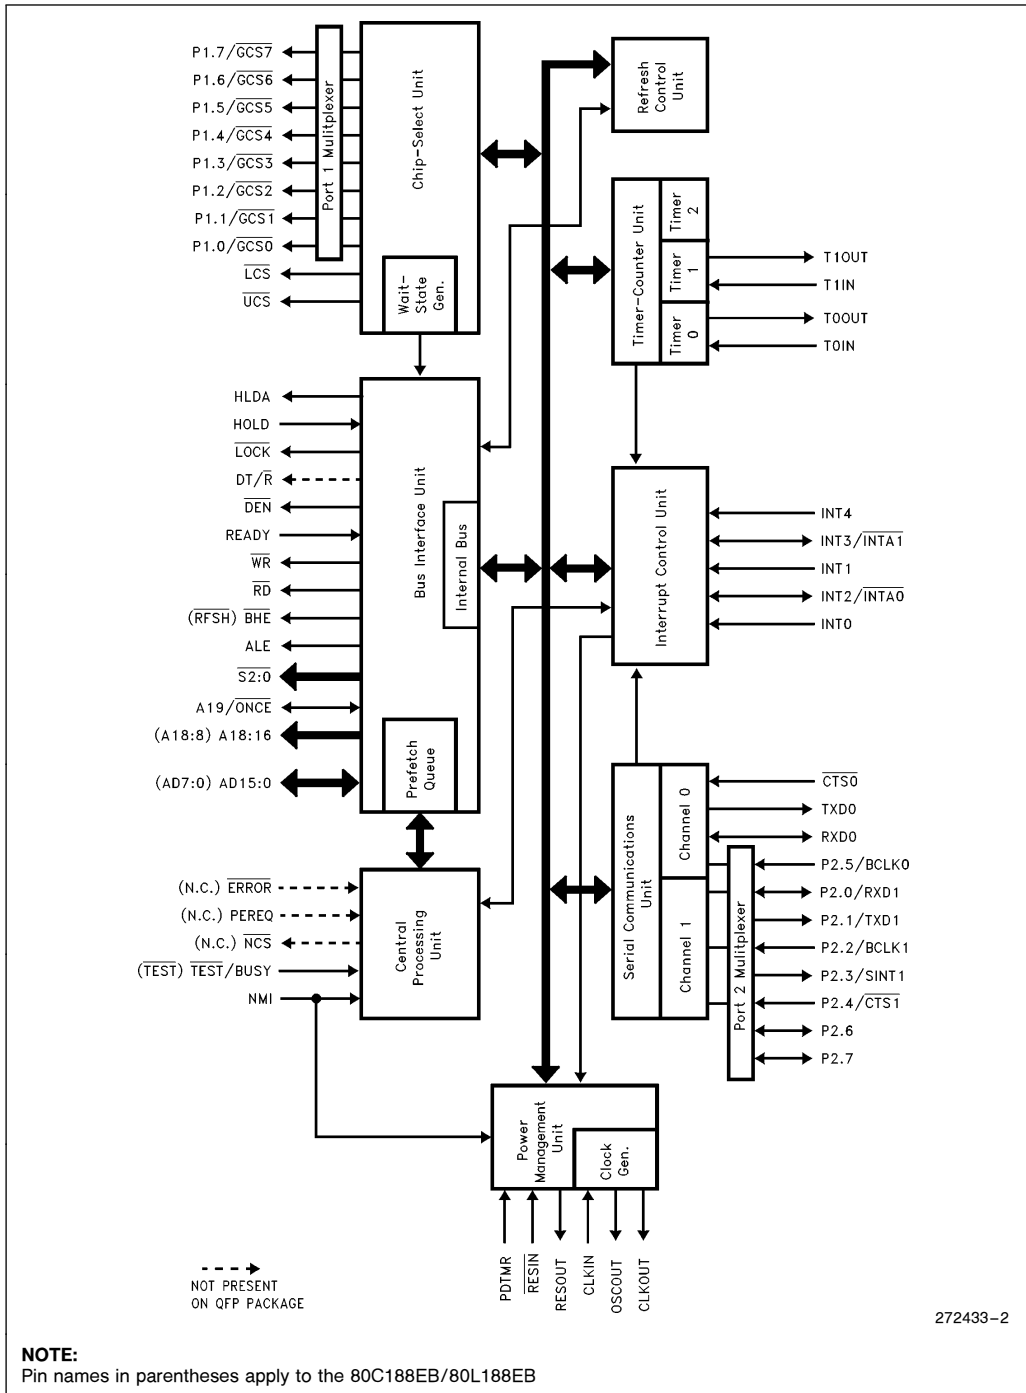 P1.7/GCS7
P1.6/GCS6
P1.5/GCS5
P1.4/GCS4
P1.3/GCS3
P1.2/GCS2
P1.1/GCS1
P1.0/GCS0
LCS
UCS
Port 1 Mulitplexer
Chip-Select Unit
Wait-
State
Gen.
Refresh
Control
Unit
Timer-Counter Unit
Timer
2
Timer
1
Timer
0
T1OUT
T1IN
T0OUT
T0IN
HLDA
HOLD
LOCK
DT/R
DEN
READY
WR
RD
(RFSH) BHE
ALE
S2:0
A19/ONCE
(A18:8) A18:16
(AD7:0) AD15:0
Bus Interface Unit
Internal Bus
Prefetch
Queue
Interrupt Control Unit
INT4
INT3/INTA1
INT1
INT2/INTA0
INT0
(N.C.) ERROR
(N.C.) PEREQ
(N.C.) NCS
(TEST) TEST/BUSY
NMI
Central
Processing
Unit
Serial Communications
Unit
Channel 0
Channel 1
Port 2 Mulitplexer
CTS0
TXD0
RXD0
P2.5/BCLK0
P2.0/RXD1
P2.1/TXD1
P2.2/BCLK1
P2.3/SINT1
P2.4/CTS1
P2.6
P2.7
Power
Management
Unit
Clock
Gen.
PDTMR
RESIN
RESOUT
CLKIN
OSCOUT
CLKOUT
NOT PRESENT
ON QFP PACKAGE
272433-2
NOTE:
Pin names in parentheses apply to the 80C188EB/80L188EB